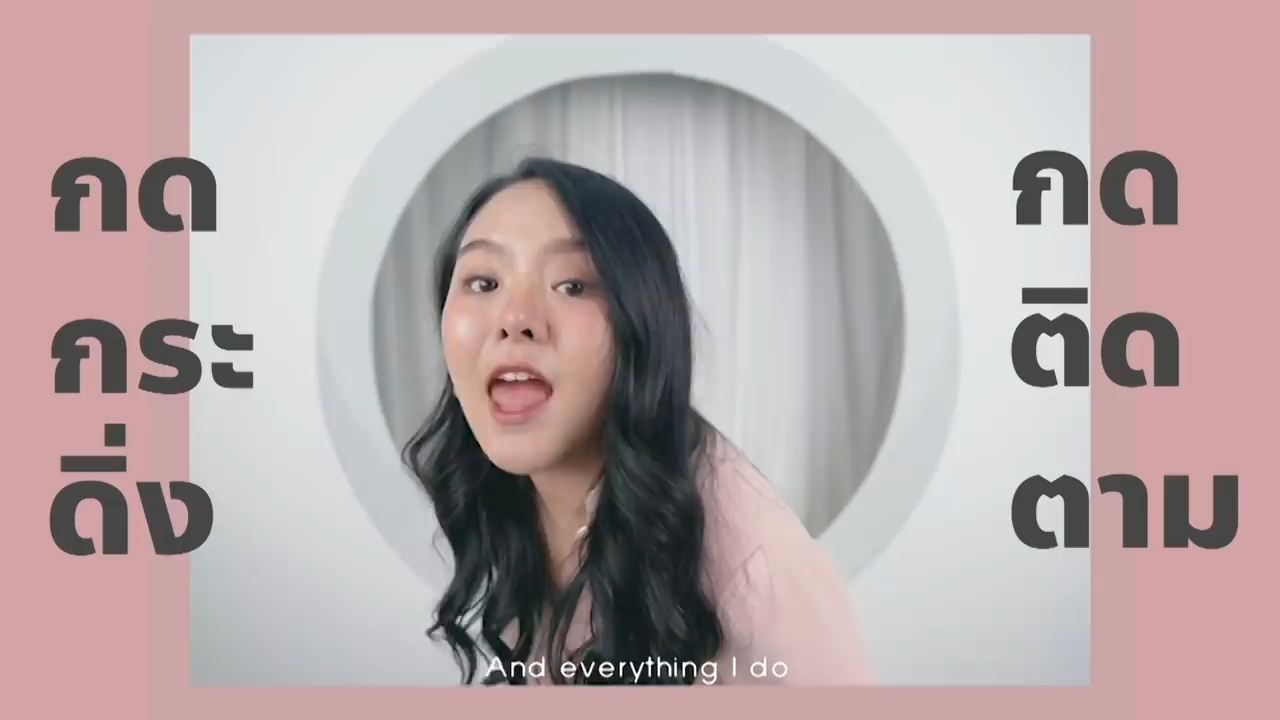 กด
กระ
ดิ่ง
กด
ติด
ตาม
And everything I do